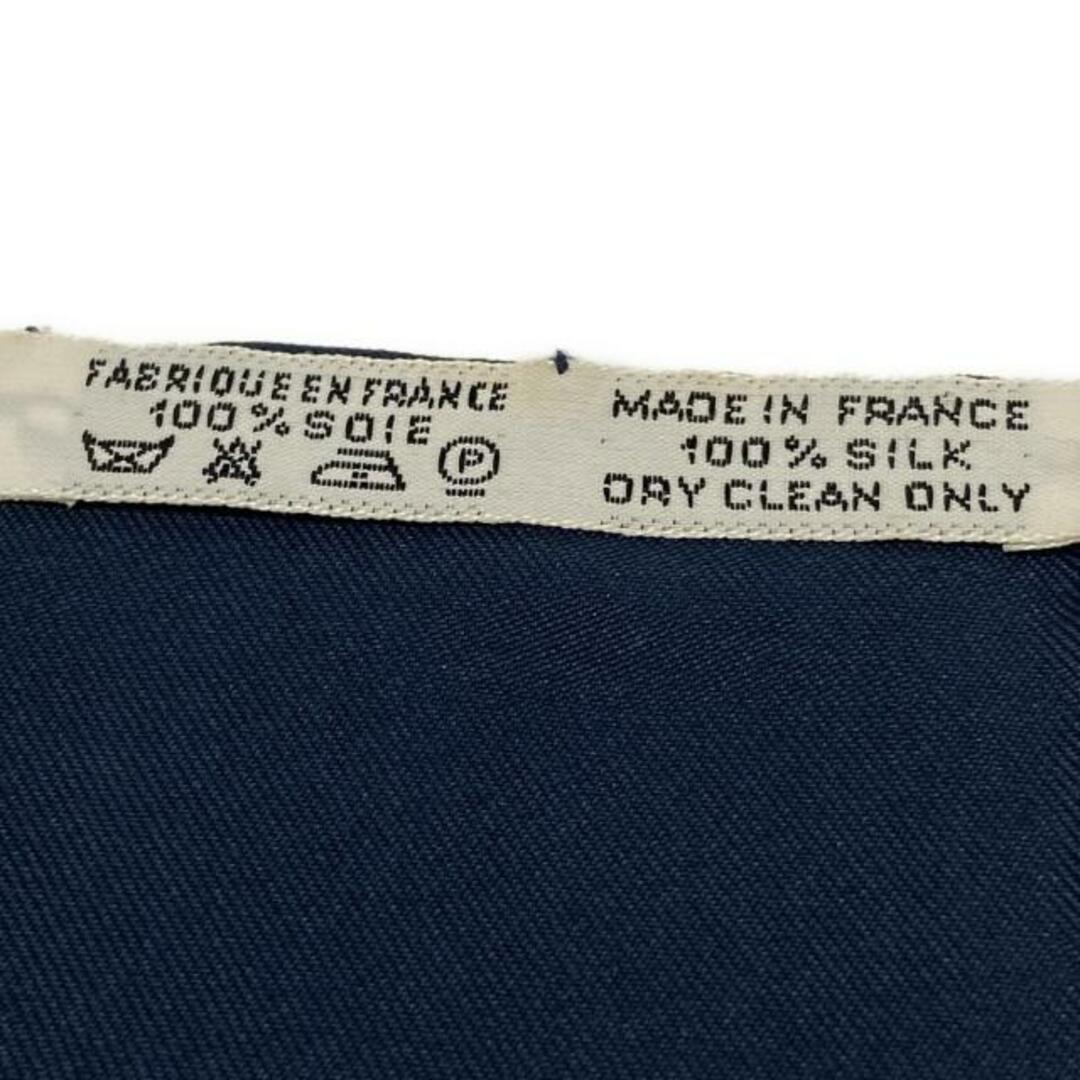 FABRIQUE EN FRANCE
100% SOIE
P
MADE IN FRANCE
100% SILK
DRY CLEAN ONLY